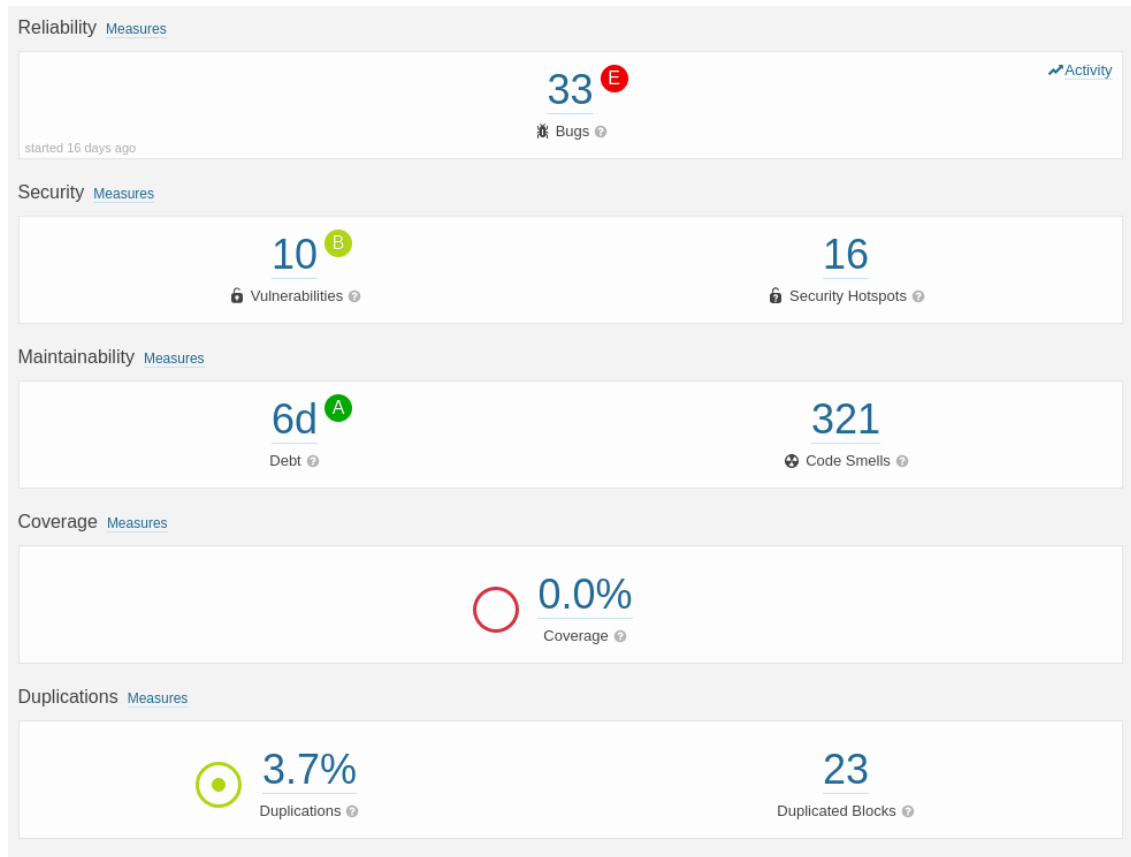 Reliability Measures
33 E
Activity
Bugs ?
started 16 days ago
Security Measures
10 B
Vulnerabilities ?
16
Security Hotspots ?
Maintainability Measures
6d A
Debt ?
321
Code Smells ?
Coverage Measures
0.0%
Coverage ?
Duplications Measures
3.7%
Duplications ?
23
Duplicated Blocks ?